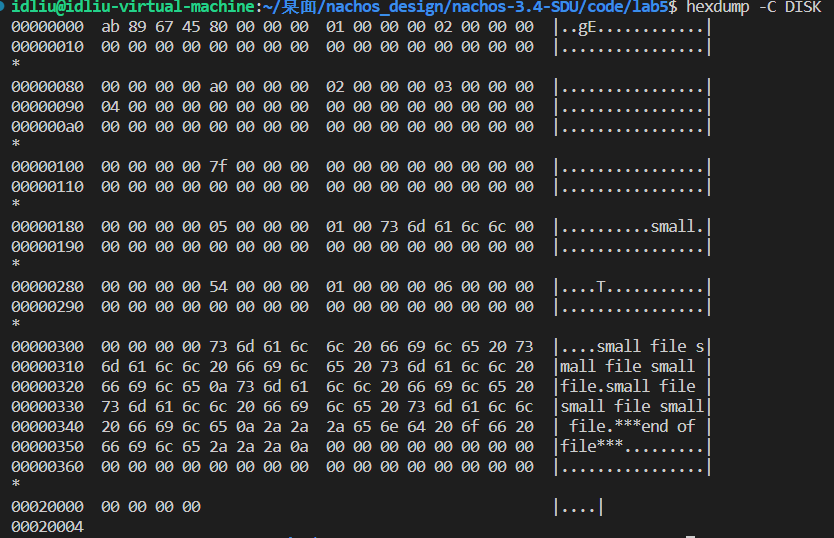 idliu@idliu-virtual-machine:~/桌面/nachos_design/nachos-3.4-SDU/code/lab5$ hexdump -C DISK
00000000  ab 89 67 45 80 00 00 00  01 00 00 00 02 00 00 00  |..gE............|
00000010  00 00 00 00 00 00 00 00  00 00 00 00 00 00 00 00  |................|
*
00000080  00 00 00 00 a0 00 00 00  02 00 00 00 03 00 00 00  |................|
00000090  04 00 00 00 00 00 00 00  00 00 00 00 00 00 00 00  |................|
000000a0  00 00 00 00 00 00 00 00  00 00 00 00 00 00 00 00  |................|
*
00000100  00 00 00 00 7f 00 00 00  00 00 00 00 00 00 00 00  |................|
00000110  00 00 00 00 00 00 00 00  00 00 00 00 00 00 00 00  |................|
*
00000180  00 00 00 00 05 00 00 00  01 00 73 6d 61 6c 6c 00  |..........small.|
00000190  00 00 00 00 00 00 00 00  00 00 00 00 00 00 00 00  |................|
*
00000280  00 00 00 00 54 00 00 00  01 00 00 00 06 00 00 00  |....T...........|
00000290  00 00 00 00 00 00 00 00  00 00 00 00 00 00 00 00  |................|
*
00000300  00 00 00 00 73 6d 61 6c  6c 20 66 69 6c 65 20 73  |....small file s|
00000310  6d 61 6c 6c 20 66 69 6c  65 20 73 6d 61 6c 6c 20  |mall file small |
00000320  66 69 6c 65 0a 73 6d 61  6c 6c 20 66 69 6c 65 20  |file.small file |
00000330  73 6d 61 6c 6c 20 66 69  6c 65 20 73 6d 61 6c 6c  |small file small|
00000340  20 66 69 6c 65 0a 2a 2a  2a 65 6e 64 20 6f 66 20  | file.***end of |
00000350  66 69 6c 65 2a 2a 2a 0a  00 00 00 00 00 00 00 00  |file***.........|
00000360  00 00 00 00 00 00 00 00  00 00 00 00 00 00 00 00  |................|
*
00020000  00 00 00 00                                       |....|
00020004